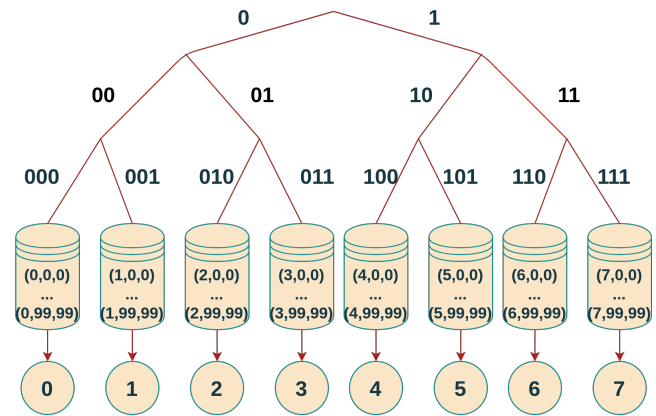 0 1
00 01 10 11
000 001 010 011 100 101 110 111
(0,0,0) (1,0,0) (2,0,0) (3,0,0) (4,0,0) (5,0,0) (6,0,0) (7,0,0)
... ... ... ... ... ... ... ...
(0,99,99) (1,99,99) (2,99,99) (3,99,99) (4,99,99) (5,99,99) (6,99,99) (7,99,99)
0 1 2 3 4 5 6 7